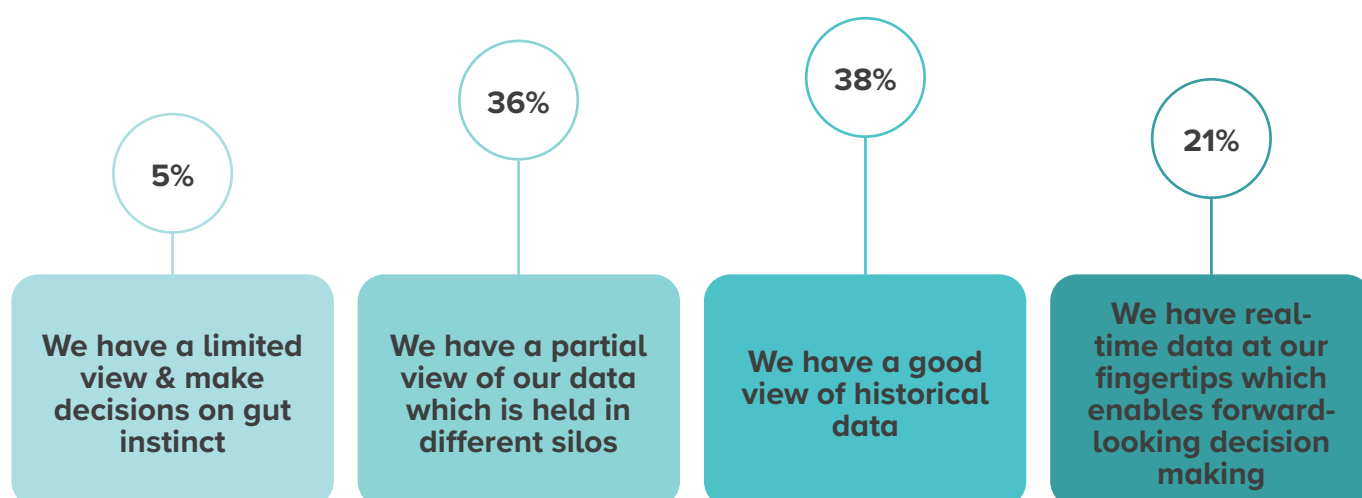 5%
36%
38%
21%
We have a limited
view & make
decisions on gut
instinct
We have a partial
view of our data
which is held in
different silos
We have a good
view of historical
data
We have real-
time data at our
fingertips which
enables forward-
looking decision
making